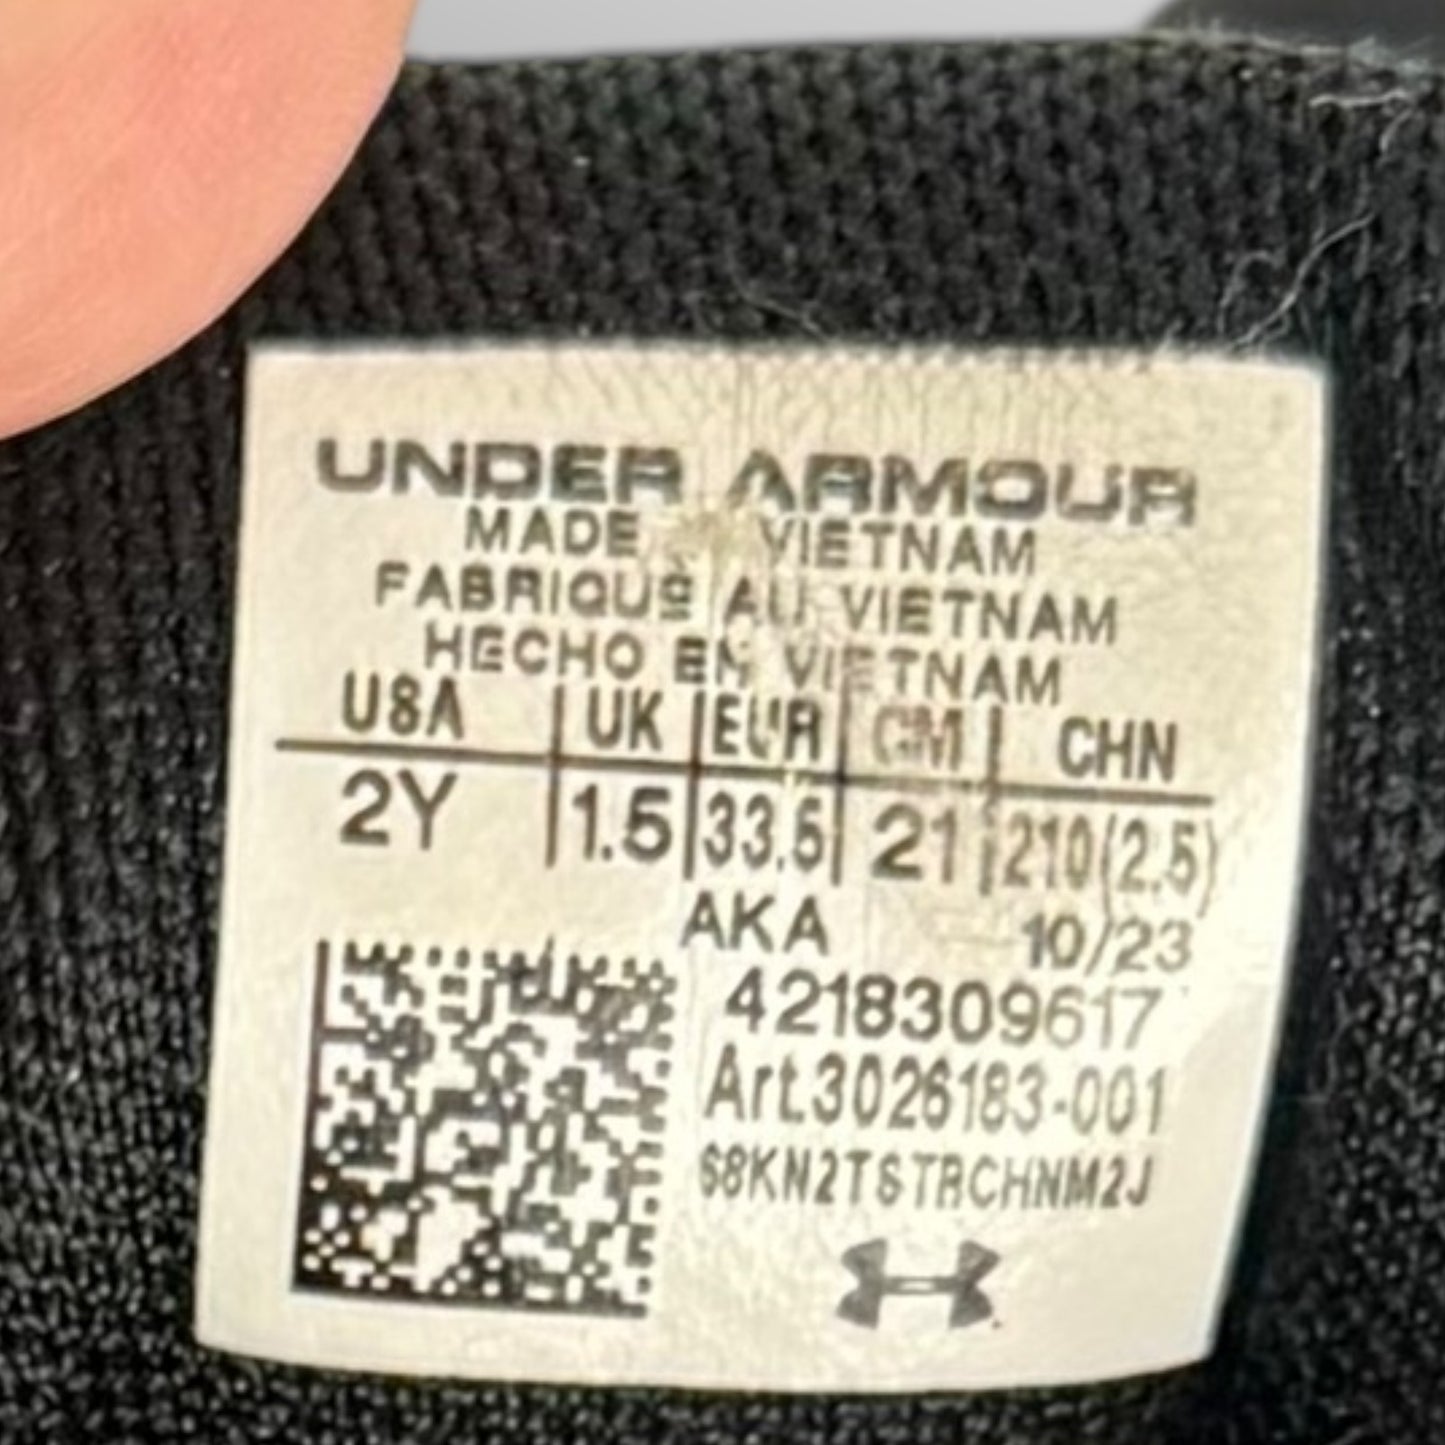 UNDER ARMOUR
MADE VIETNAM
FABRIQUE AU VIETNAM
HECHO EN VIETNAM
USA UK EUR CM CHN
2Y 1.5 33.5 21 210(2.5)
AKA 10/23
4218309617
Art.3026183-001